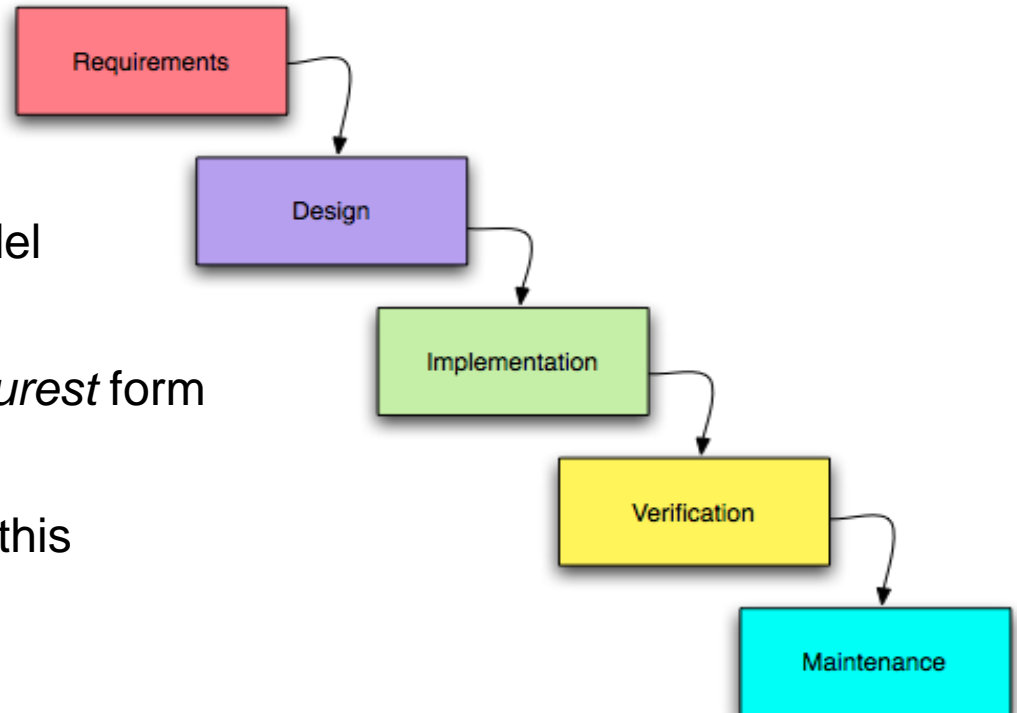 Requirements
Design
del
Implementation
urest form
Verification
this
Maintenance